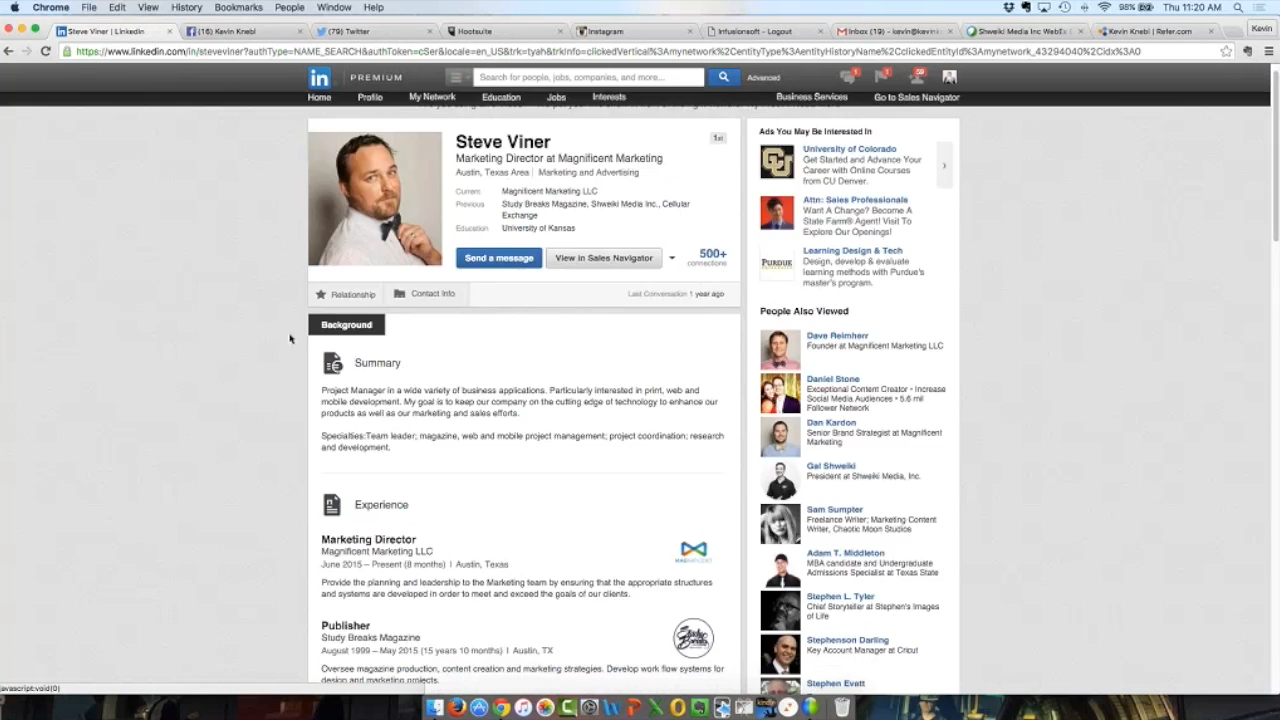 Chrome File Edit View History Bookmarks People Window Help
98% Thu 11:20 AM
Steve Viner | LinkedIn
(16) Kevin Knebl
(79) Twitter
Hootsuite
Instagram
Infusionsoft - Logout
Shweiki Media Inc WebEx
Kevin Knebl | Refer.com
Kevin
PREMIUM
Search for people, jobs, companies, and more...
Advanced
Home Profile My Network Education Jobs Interests
Business Services Go to Sales Navigator
Steve Viner
1st
Marketing Director at Magnificent Marketing
Austin, Texas Area | Marketing and Advertising
Current Magnificent Marketing LLC
Previous Study Breaks Magazine, Shweiki Media Inc., Cellular
Exchange
Education University of Kansas
Send a message
View in Sales Navigator
500+
connections
Relationship
Contact Info
Last Conversation 1 year ago
Background
Summary
Project Manager in a wide variety of business applications. Particularly interested in print, web and
mobile development. My goal is to keep our company on the cutting edge of technology to enhance our
products as well as our marketing and sales efforts.
Specialties:Team leader; magazine, web and mobile project management; project coordination; research
and development.
Experience
Marketing Director
Magnificent Marketing LLC
June 2015 – Present (8 months) | Austin, Texas
Provide the planning and leadership to the Marketing team by ensuring that the appropriate structures
and systems are developed in order to meet and exceed the goals of our clients.
Publisher
Study Breaks Magazine
August 1999 – May 2015 (15 years 10 months) | Austin, TX
Oversee magazine production, content creation and marketing strategies. Develop work flow systems for
design and marketing projects.
Ads You May Be Interested In
University of Colorado
Get Started and Advance Your
Career with Online Courses
from CU Denver.
Attn: Sales Professionals
Want A Change? Become A
State Farm® Agent! Visit To
Explore Our Openings!
PURDUE
Learning Design & Tech
Design, develop & evaluate
learning methods with Purdue's
master's program.
People Also Viewed
Dave Reimherr
Founder at Magnificent Marketing LLC
Daniel Stone
Exceptional Content Creator • Increase
Social Media Audiences • 5.6 mil
Follower Network
Dan Kardon
Senior Brand Strategist at Magnificent
Marketing
Gal Shweiki
President at Shweiki Media, Inc.
Sam Sumpter
Freelance Writer; Marketing Content
Writer, Chaotic Moon Studios
Adam T. Middleton
MBA candidate and Undergraduate
Admissions Specialist at Texas State
Stephen L. Tyler
Chief Storyteller at Stephen's Images
of Life
Stephenson Darling
Key Account Manager at Cricut
Stephen Evatt
javascript:void(0)